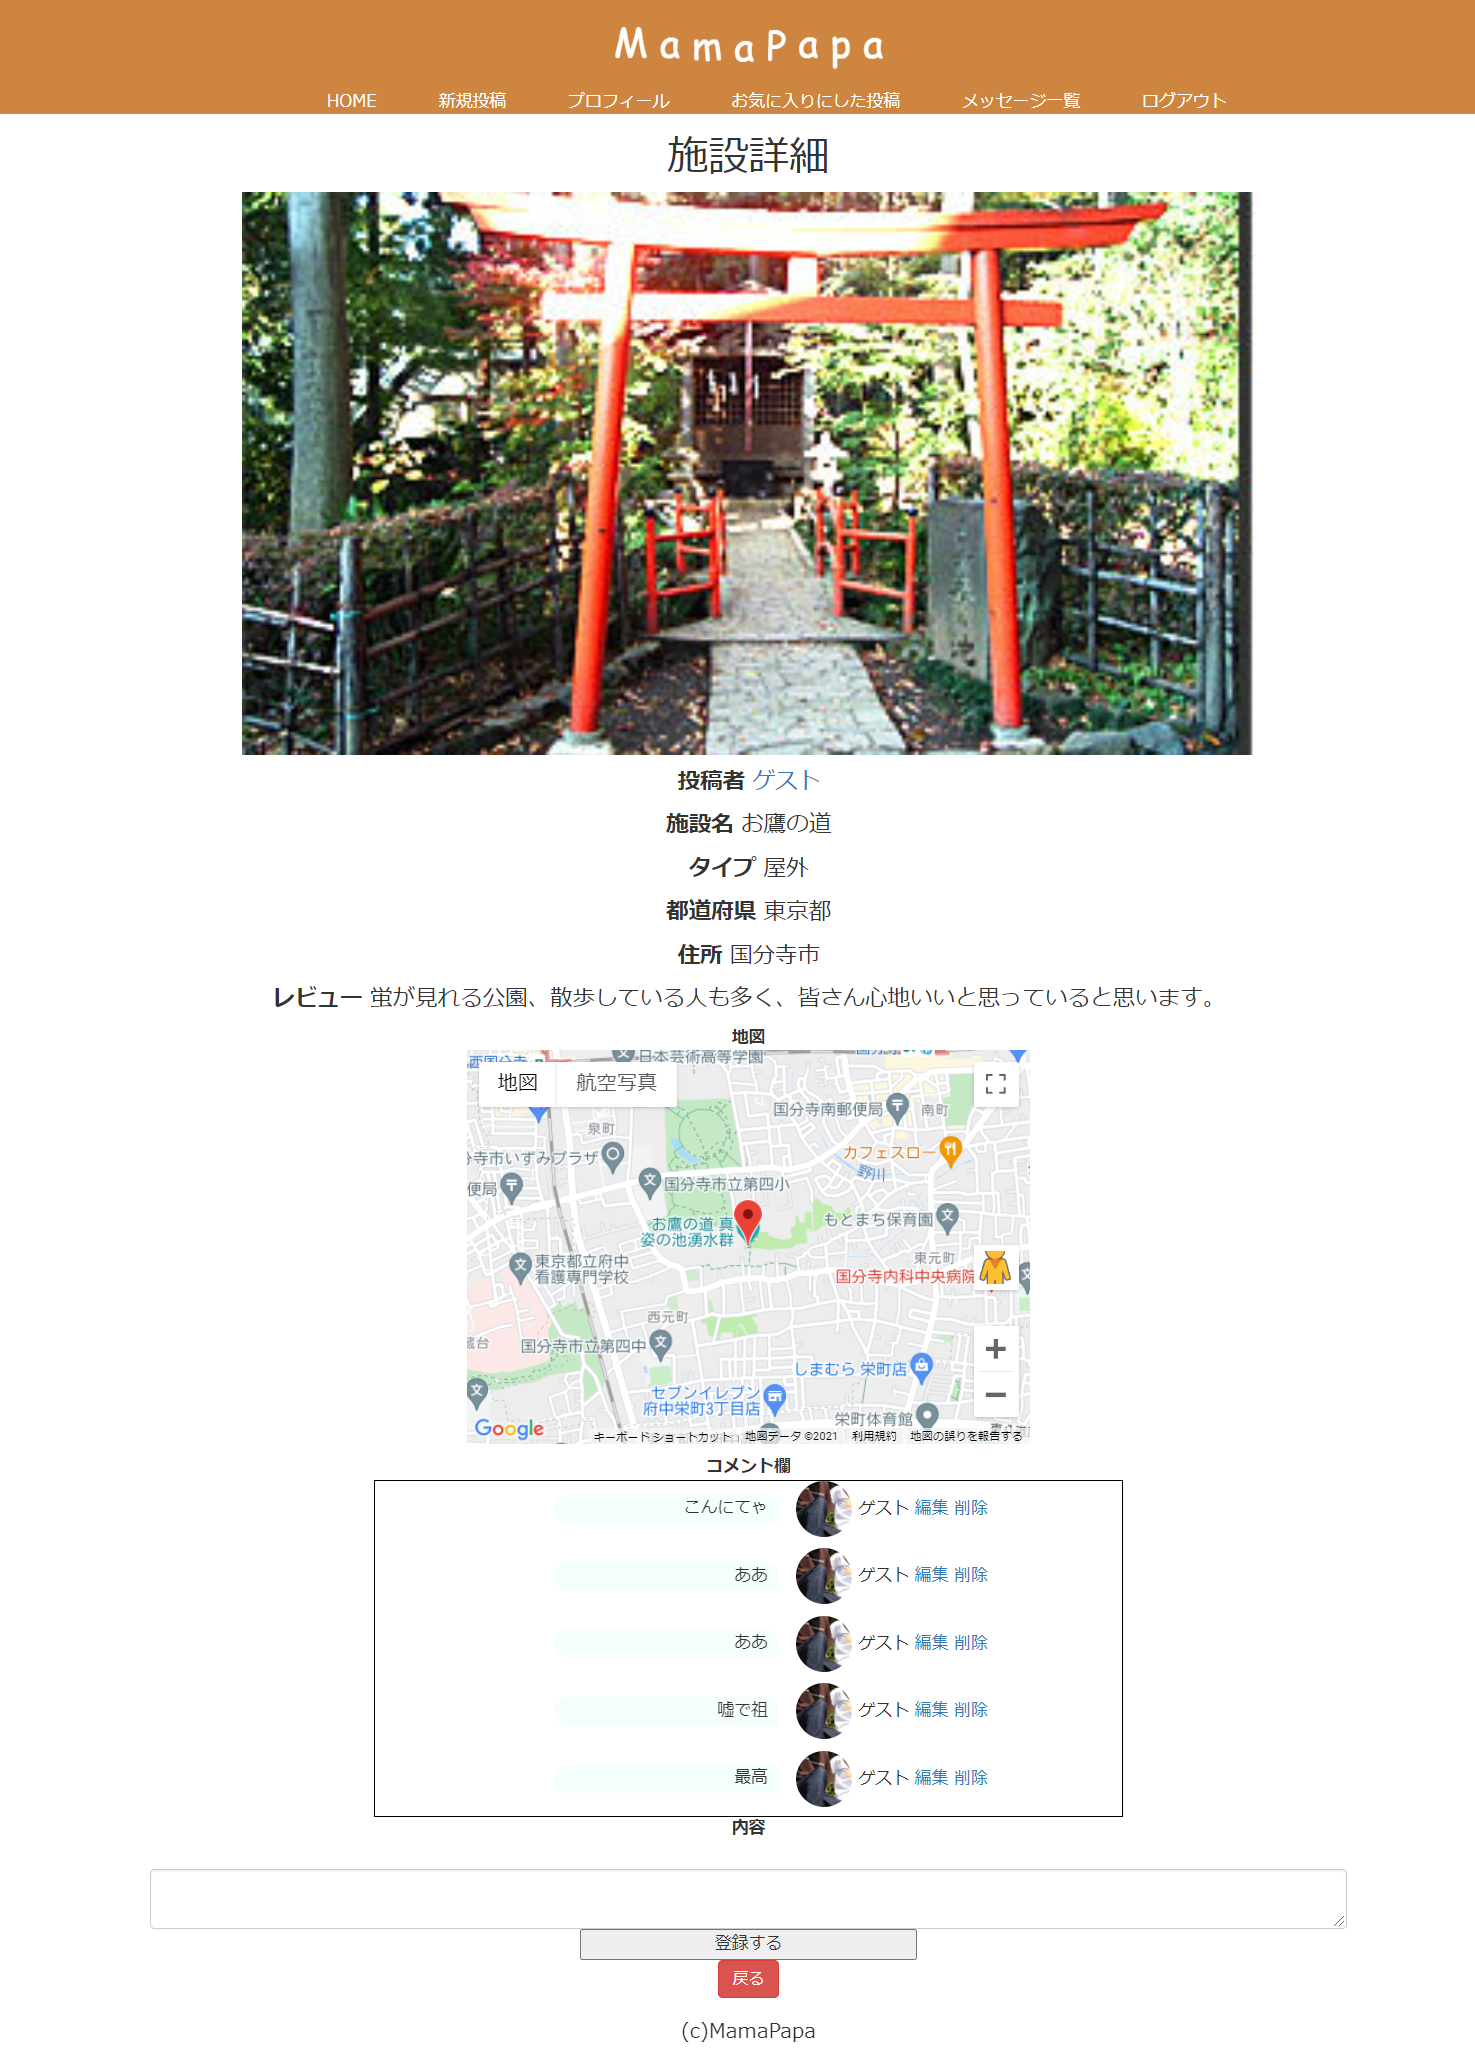 MamaPapa
HOME 新規投稿 プロフィール お気に入りにした投稿 メッセージ一覧 ログアウト
施設詳細
投稿者 ゲスト
施設名 お鷹の道
タイプ 屋外
都道府県 東京都
住所 国分寺市
レビュー 蛍が見れる公園、散歩している人も多く、皆さん心地いいと思っていると思います。
地図
日本芸術高等学園
地図 航空写真
国分寺南郵便局
南町
泉町
カフェスロー
分寺市いずみプラザ
野川
国分寺市立第四小
便局
お鷹の道 真
姿の池湧水群
もとまち保育園
東京都立府中
看護専門学校
東元町
国分寺内科中央病院
西元町
蔵台
国分寺市立第四中
しまむら 栄町店
セブンイレブン
府中栄町3丁目店
栄町体育館
Google
キーボード ショートカット 地図データ ©2021 利用規約 地図の誤りを報告する
コメント欄
こんにてゃ ゲスト 編集 削除
ああ ゲスト 編集 削除
ああ ゲスト 編集 削除
嘘で祖 ゲスト 編集 削除
最高 ゲスト 編集 削除
内容
登録する
戻る
(c)MamaPapa